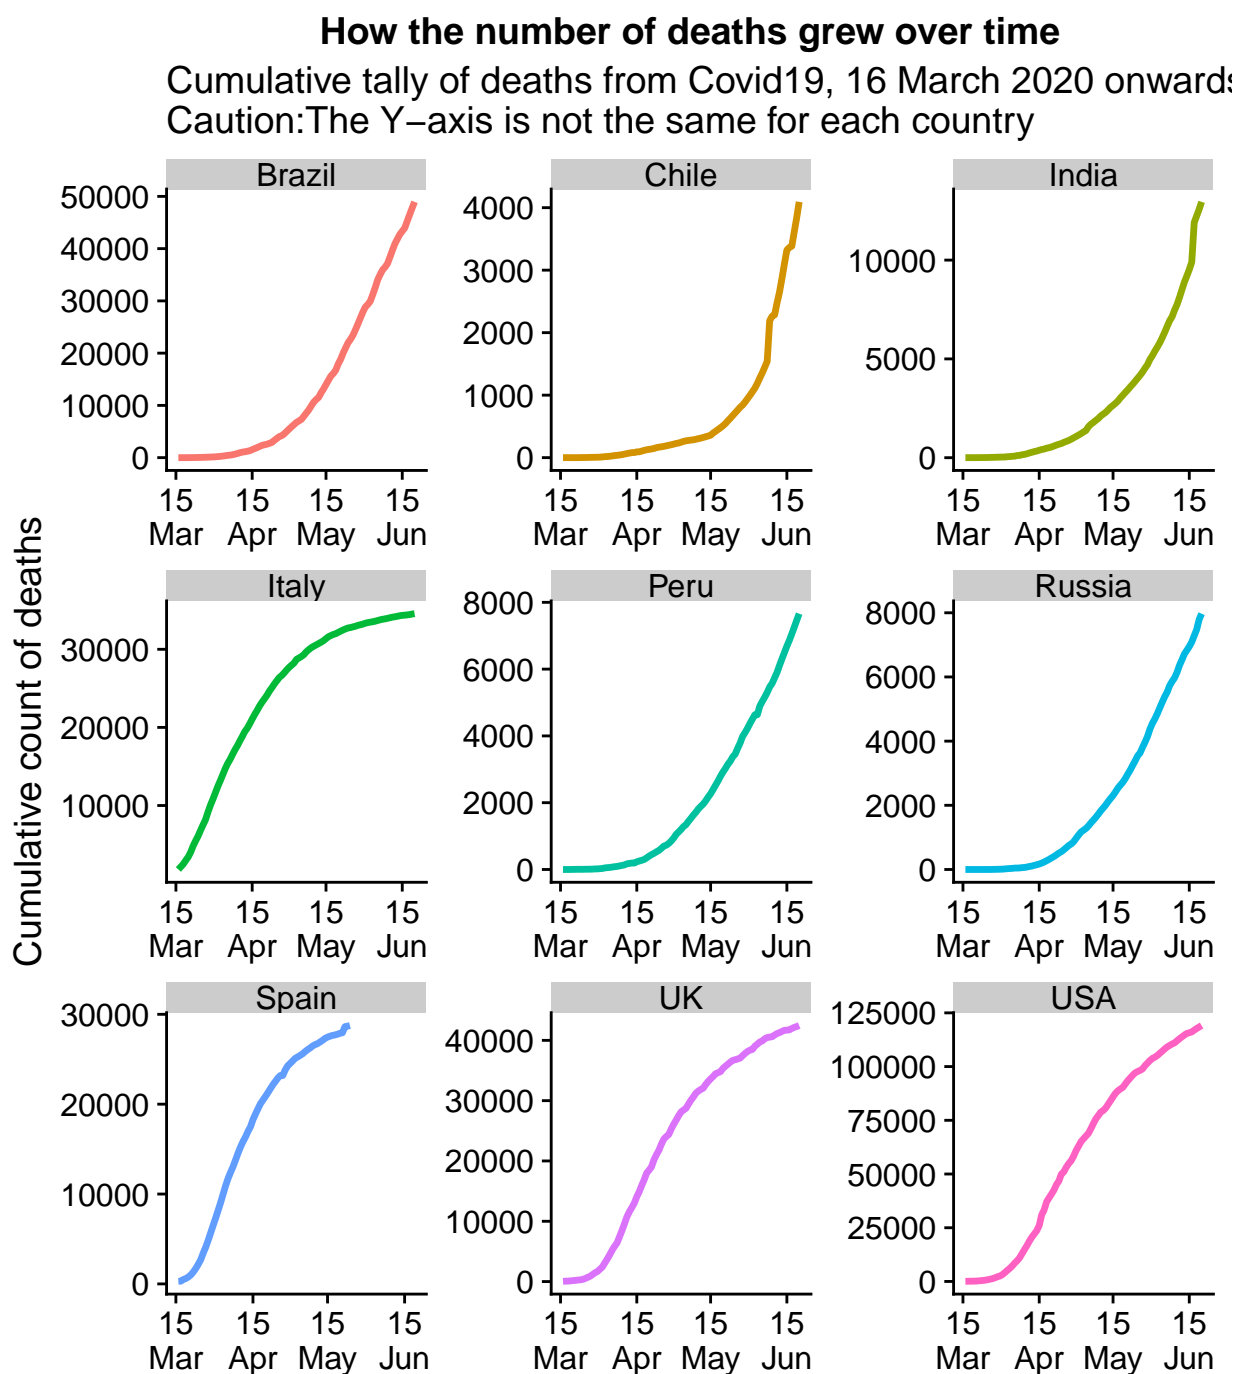 How the number of deaths grew over time
Cumulative tally of deaths from Covid19, 16 March 2020 onwards
Caution:The Y−axis is not the same for each country
Cumulative count of deaths
Brazil
50000
40000
30000
20000
10000
0
15 15 15 15
Mar Apr May Jun
Chile
4000
3000
2000
1000
0
15 15 15 15
Mar Apr May Jun
India
10000
5000
0
15 15 15 15
Mar Apr May Jun
Italy
30000
20000
10000
15 15 15 15
Mar Apr May Jun
Peru
8000
6000
4000
2000
0
15 15 15 15
Mar Apr May Jun
Russia
8000
6000
4000
2000
0
15 15 15 15
Mar Apr May Jun
Spain
30000
20000
10000
0
15 15 15 15
Mar Apr May Jun
UK
40000
30000
20000
10000
0
15 15 15 15
Mar Apr May Jun
USA
125000
100000
75000
50000
25000
0
15 15 15 15
Mar Apr May Jun